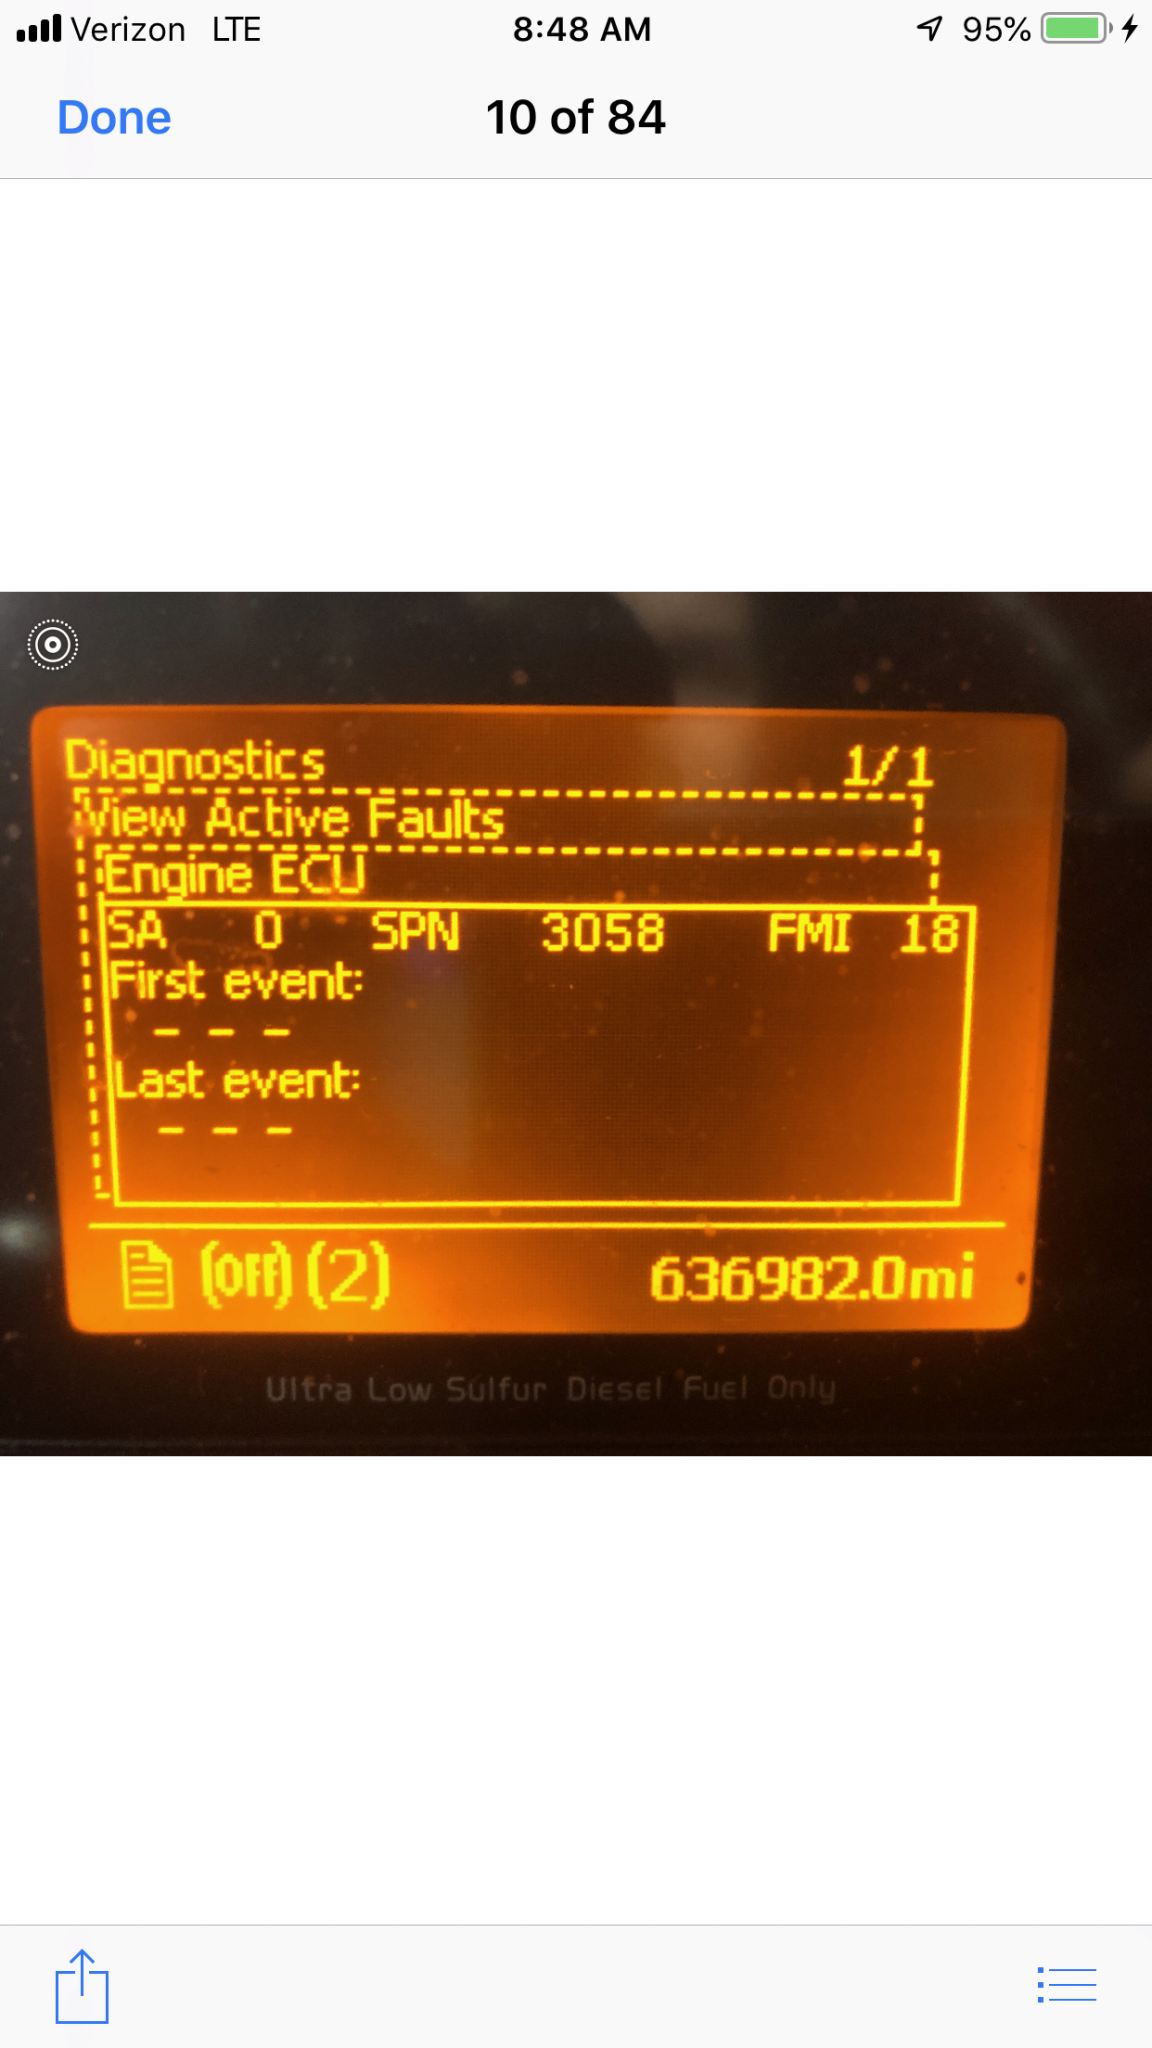 Verizon LTE 8:48 AM 95%
Done 10 of 84
Diagnostics 1/1
View Active Faults
Engine ECU
SA 0 SPN 3058 FMI 18
First event:
- - -
Last event:
- - -
(OFF) (2) 636982.0mi
Ultra Low Sulfur Diesel Fuel Only